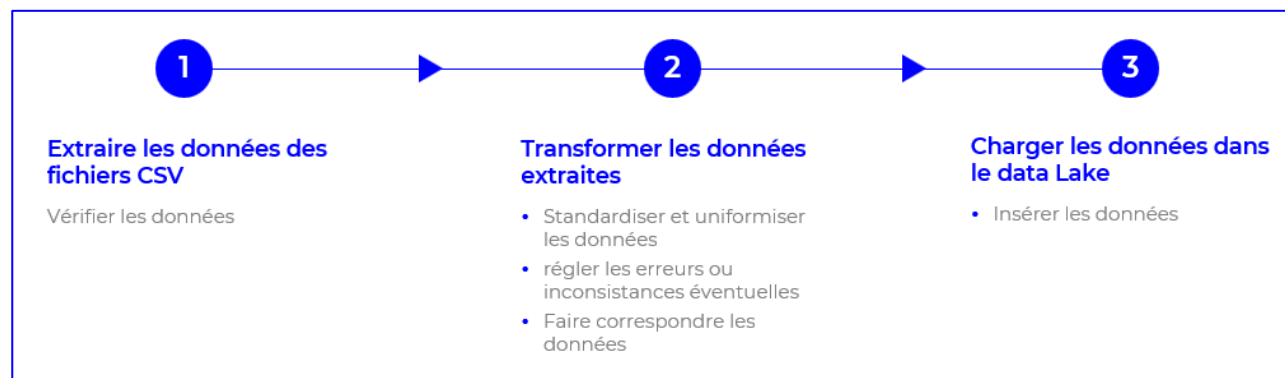 1
2
3
Extraire les données des
fichiers CSV
Vérifier les données
Transformer les données
extraites
• Standardiser et uniformiser
les données
• régler les erreurs ou
inconsistances éventuelles
• Faire correspondre les
données
Charger les données dans
le data Lake
• Insérer les données